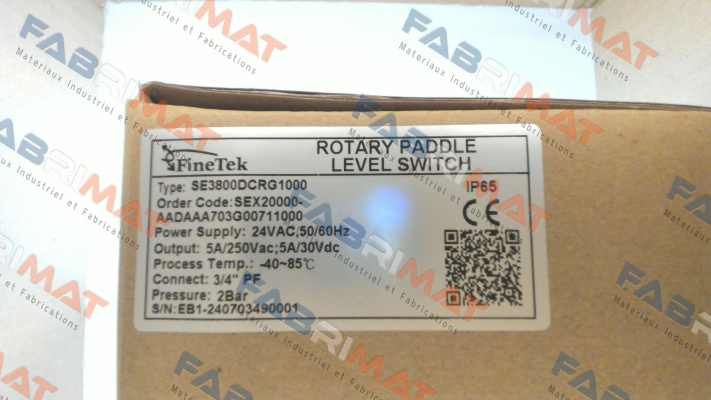 FineTek
ROTARY PADDLE
LEVEL SWITCH
Type: SE3800DCRG1000
Order Code:SEX20000-
AADAAA703G00711000
Power Supply: 24VAC;50/60Hz
Output: 5A/250Vac;5A/30Vdc
Process Temp.: -40~85℃
Connect: 3/4" PF
Pressure: 2Bar
S/N:EB1-240703490001
IP65
CE
FABRIMAT
Matériaux Industriel et Fabrications